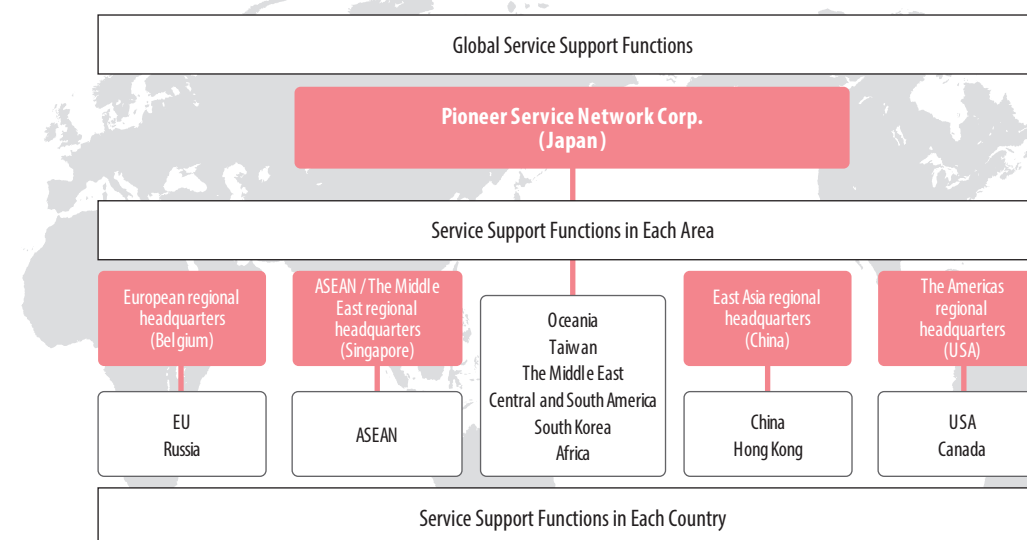 Global Service Support Functions
Pioneer Service Network Corp.
(Japan)
Service Support Functions in Each Area
European regional
headquarters
(Belgium)
ASEAN / The Middle
East regional
headquarters
(Singapore)
Oceania
Taiwan
The Middle East
Central and South America
South Korea
Africa
East Asia regional
headquarters
(China)
The Americas
regional
headquarters
(USA)
EU
Russia
ASEAN
China
Hong Kong
USA
Canada
Service Support Functions in Each Country